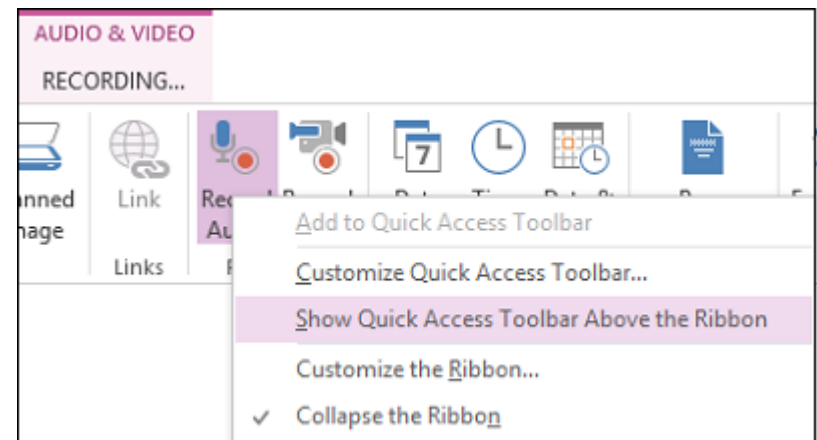 AUDIO & VIDEO
RECORDING...
7
Link
Links
Add to Quick Access Toolbar
Customize Quick Access Toolbar...
Show Quick Access Toolbar Above the Ribbon
Customize the Ribbon...
Collapse the Ribbon